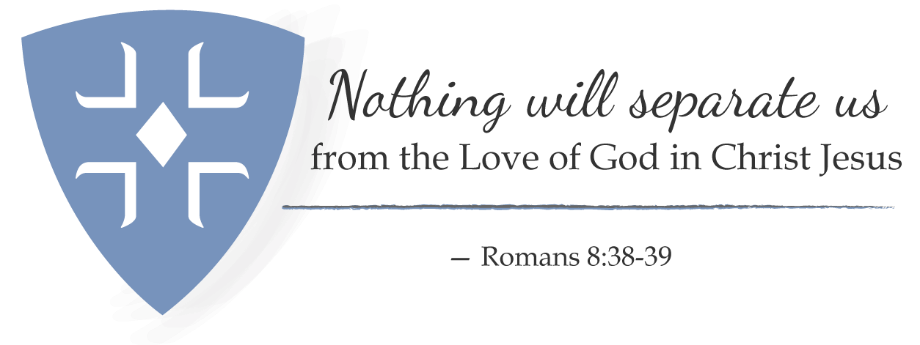 Nothing will separate us
from the Love of God in Christ Jesus
— Romans 8:38-39